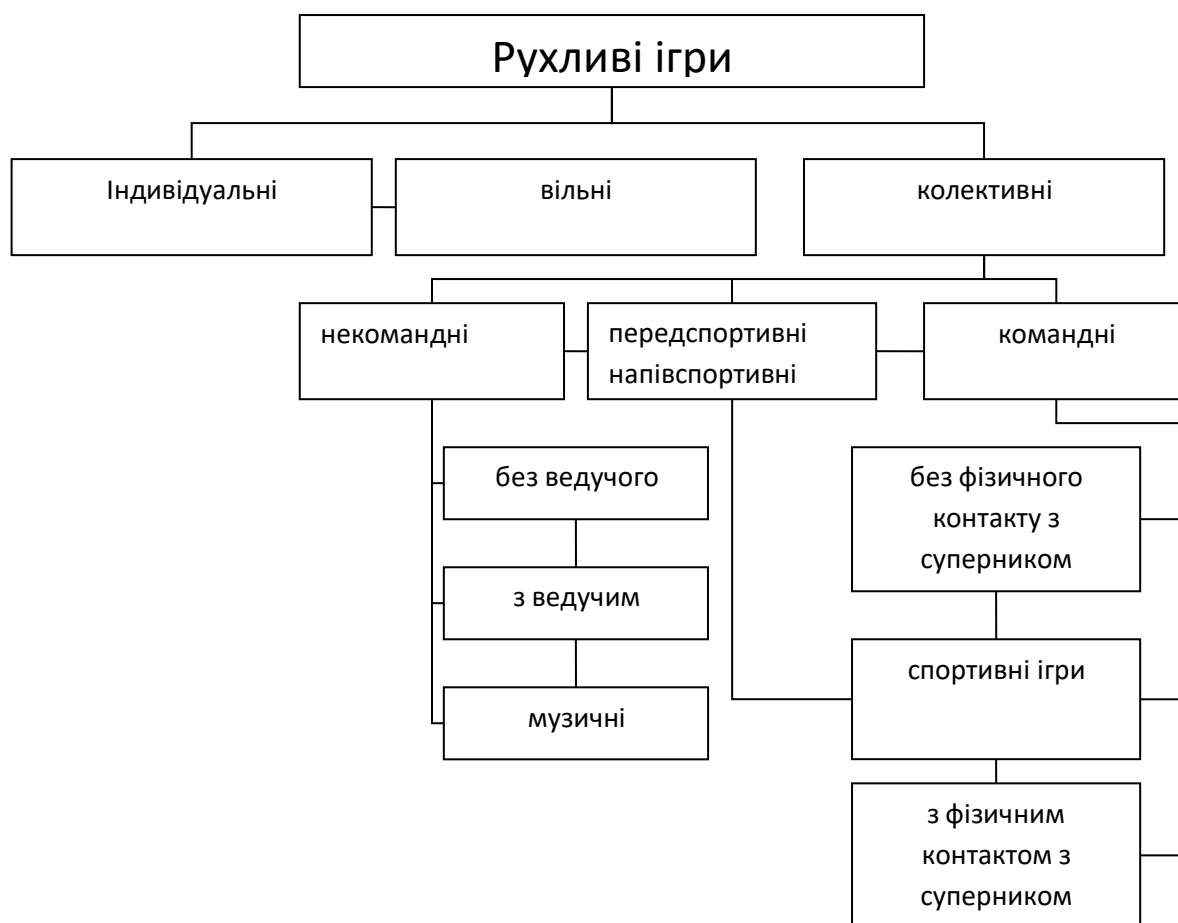 Рухливі ігри
Індивідуальні
вільні
колективні
некомандні
передспортивні
напівспортивні
командні
без ведучого
з ведучим
музичні
без фізичного
контакту з
суперником
спортивні ігри
з фізичним
контактом з
суперником